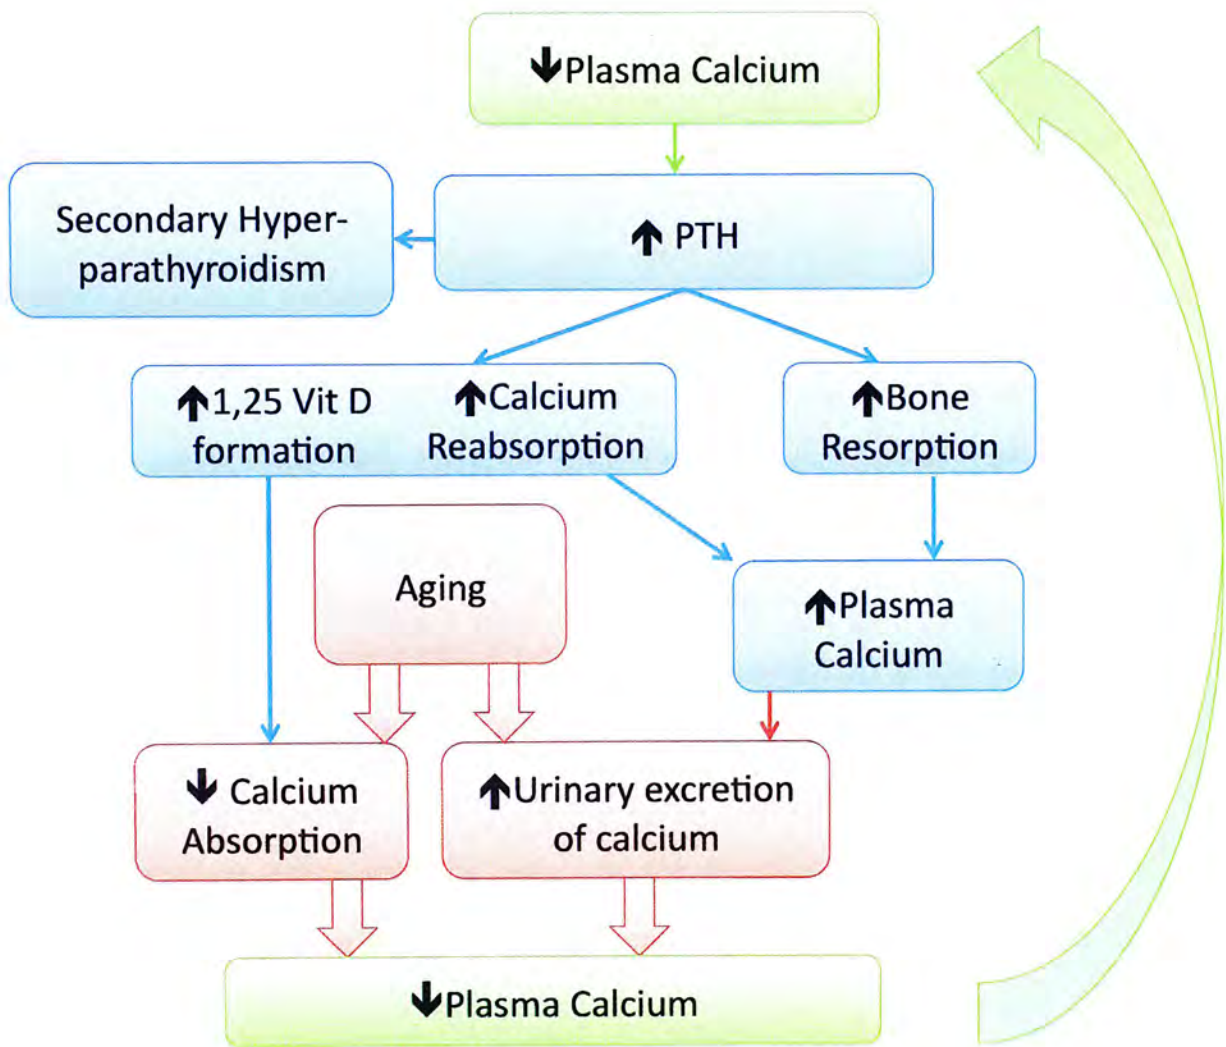 ↓Plasma Calcium
Secondary Hyper-
parathyroidism
↑ PTH
↑1,25 Vit D
formation
↑Calcium
Reabsorption
↑Bone
Resorption
Aging
↑Plasma
Calcium
↓ Calcium
Absorption
↑Urinary excretion
of calcium
↓Plasma Calcium